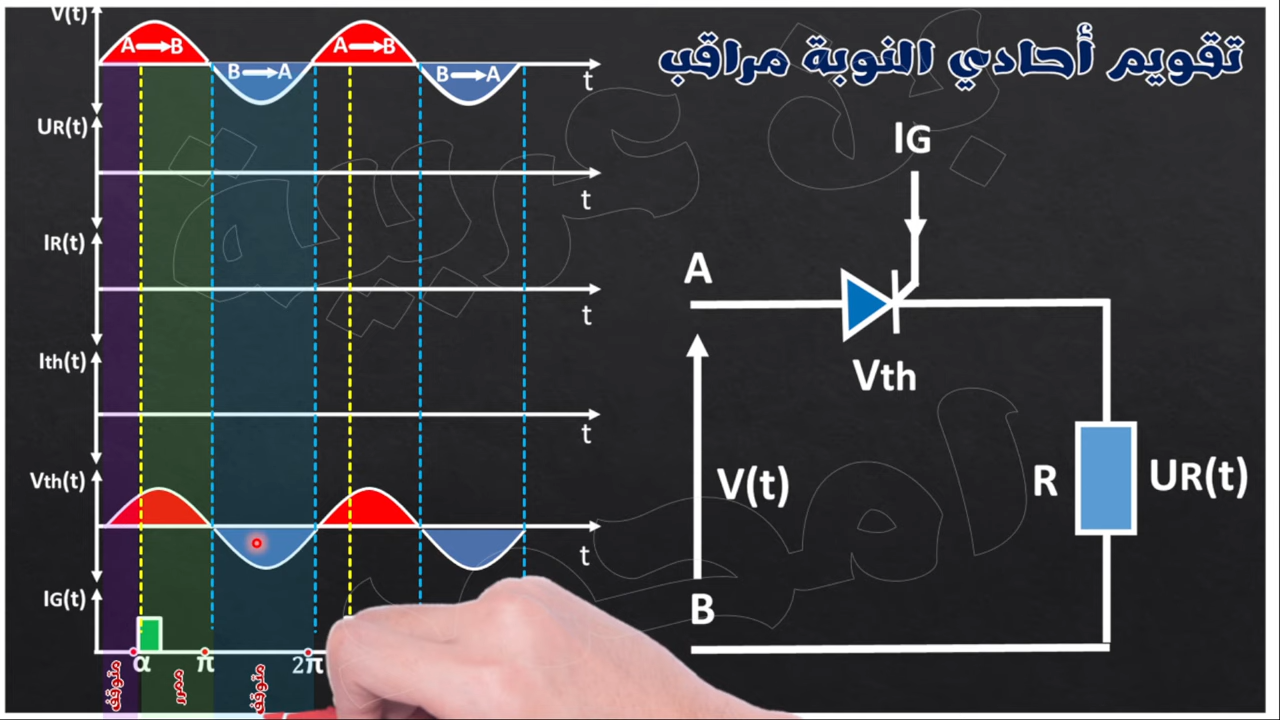 تقويم أحادي النوبة مراقب
V(t)
A B
A B
B A
B A
t
UR(t)
t
IR(t)
t
Ith(t)
t
Vth(t)
t
IG(t)
α π 2π
متوقف
ممرر
متوقف
IG
A
Vth
V(t)
R
UR(t)
B